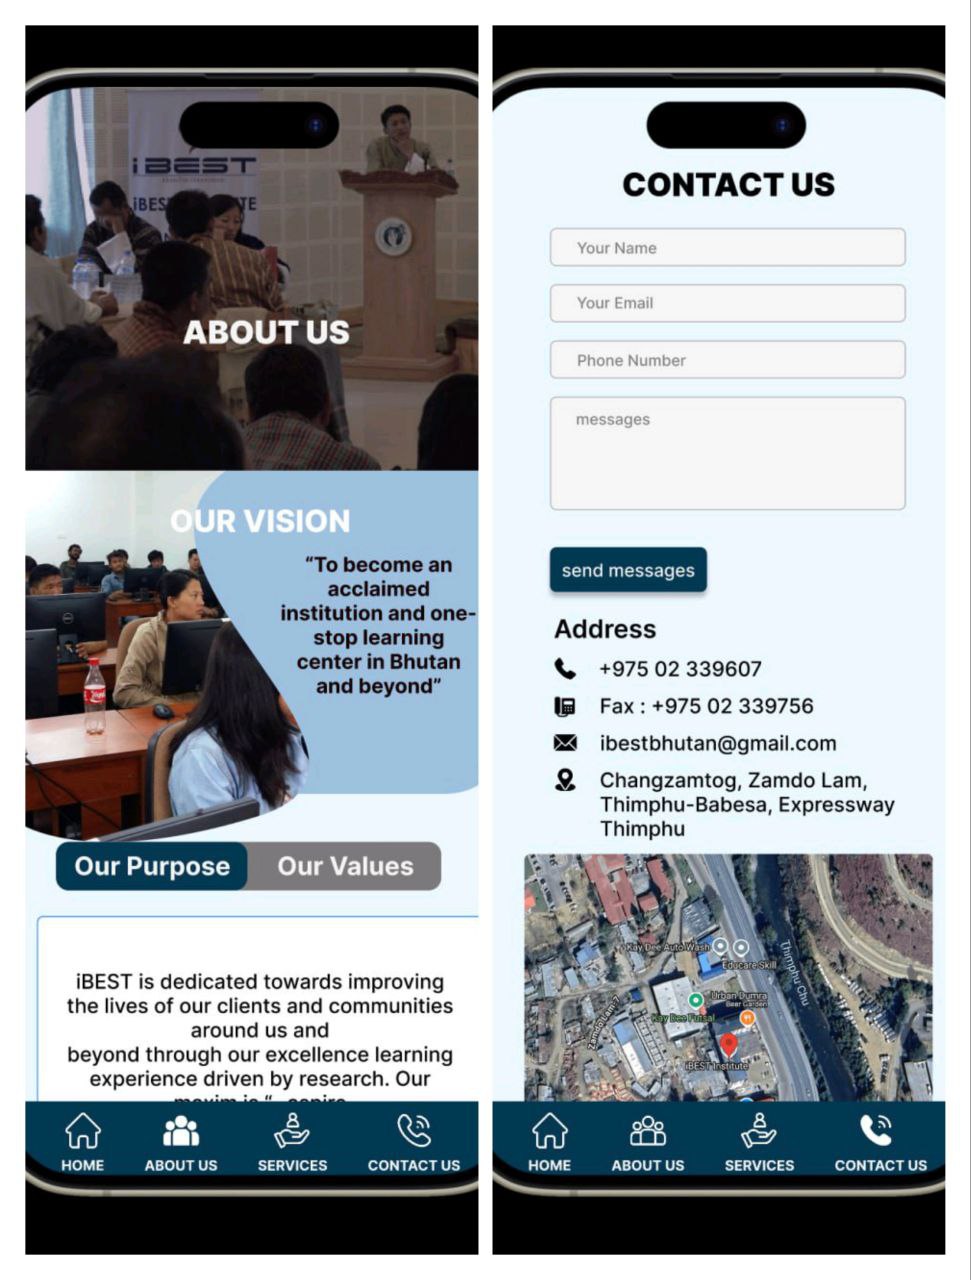 iBEST
ABOUT US
OUR VISION
“To become an
acclaimed
institution and one-
stop learning
center in Bhutan
and beyond”
Our Purpose
Our Values
iBEST is dedicated towards improving
the lives of our clients and communities
around us and
beyond through our excellence learning
experience driven by research. Our
HOME
ABOUT US
SERVICES
CONTACT US
CONTACT US
Your Name
Your Email
Phone Number
messages
send messages
Address
+975 02 339607
Fax : +975 02 339756
ibestbhutan@gmail.com
Changzamtog, Zamdo Lam,
Thimphu-Babesa, Expressway
Thimphu
Kay Dee Auto Wash
Educare Skill
Thimphu Chu
Urban Dumra
Beer Garden
Kay Dee Futsal
Zamdo Lam-7
iBEST Institute
HOME
ABOUT US
SERVICES
CONTACT US